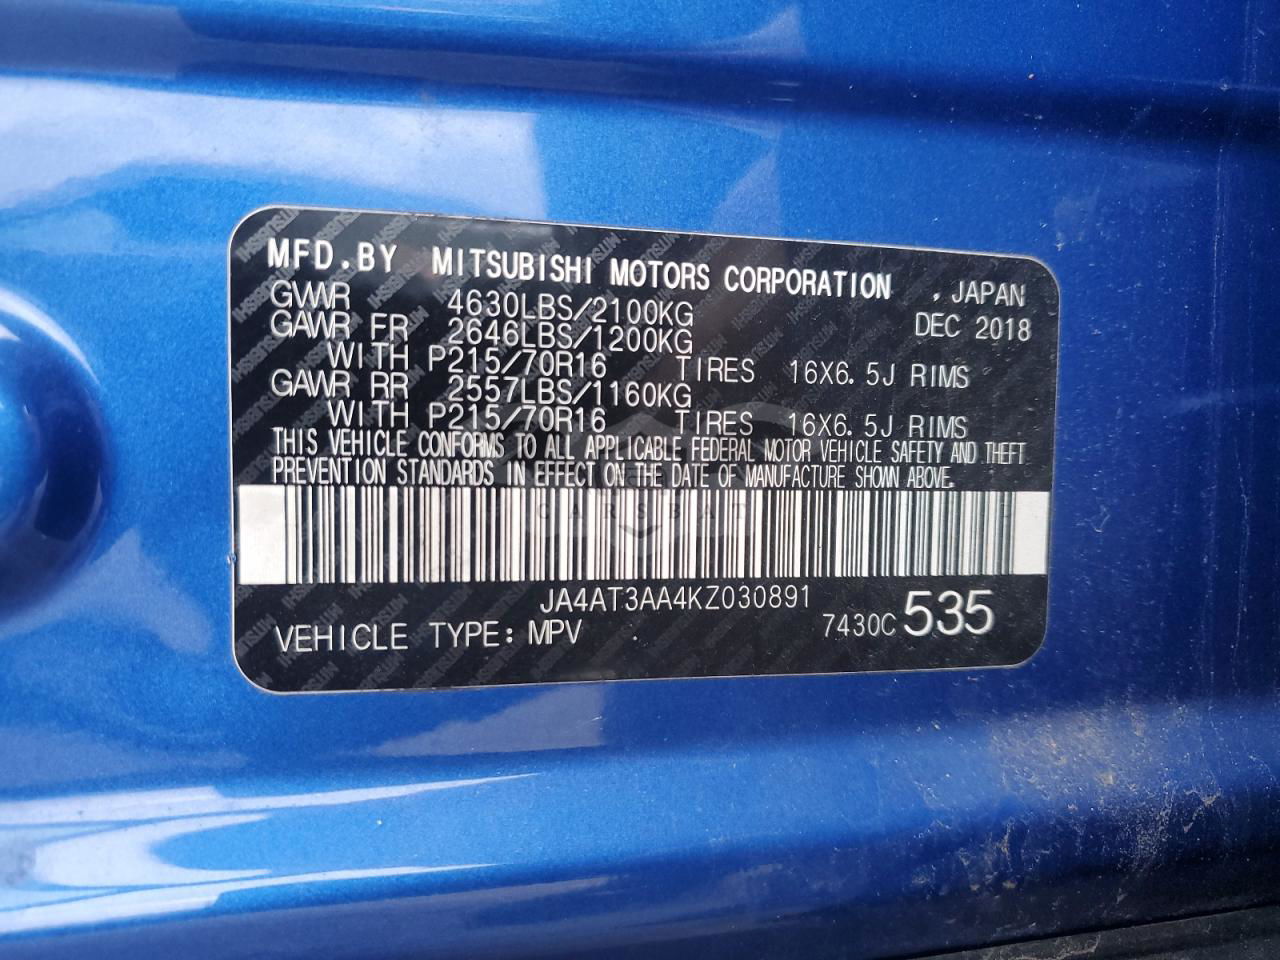 MFD.BY MITSUBISHI MOTORS CORPORATION , JAPAN
GVWR 4630LBS/2100KG DEC 2018
GAWR FR 2646LBS/1200KG
WITH P215/70R16 TIRES 16X6.5J RIMS
GAWR RR 2557LBS/1160KG
WITH P215/70R16 TIRES 16X6.5J RIMS
THIS VEHICLE CONFORMS TO ALL APPLICABLE FEDERAL MOTOR VEHICLE SAFETY AND THEFT
PREVENTION STANDARDS IN EFFECT ON THE DATE OF MANUFACTURE SHOWN ABOVE.
JA4AT3AA4KZ030891
VEHICLE TYPE: MPV 7430C 535